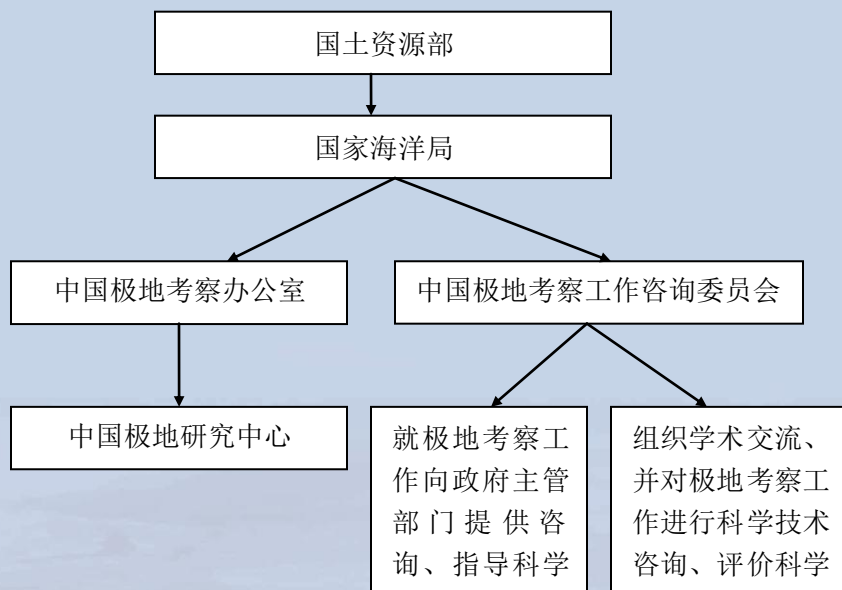 国土资源部
国家海洋局
中国极地考察办公室
中国极地考察工作咨询委员会
中国极地研究中心
就极地考察工
作向政府主管
部门提供咨
询、指导科学
组织学术交流、
并对极地考察工
作进行科学技术
咨询、评价科学